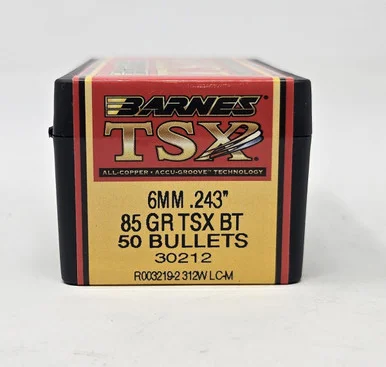 BARNES
TSX
ALL-COPPER • ACCU-GROOVE™ TECHNOLOGY
6MM .243"
85 GR TSX BT
50 BULLETS
30212
R003219-2 312W LC-M